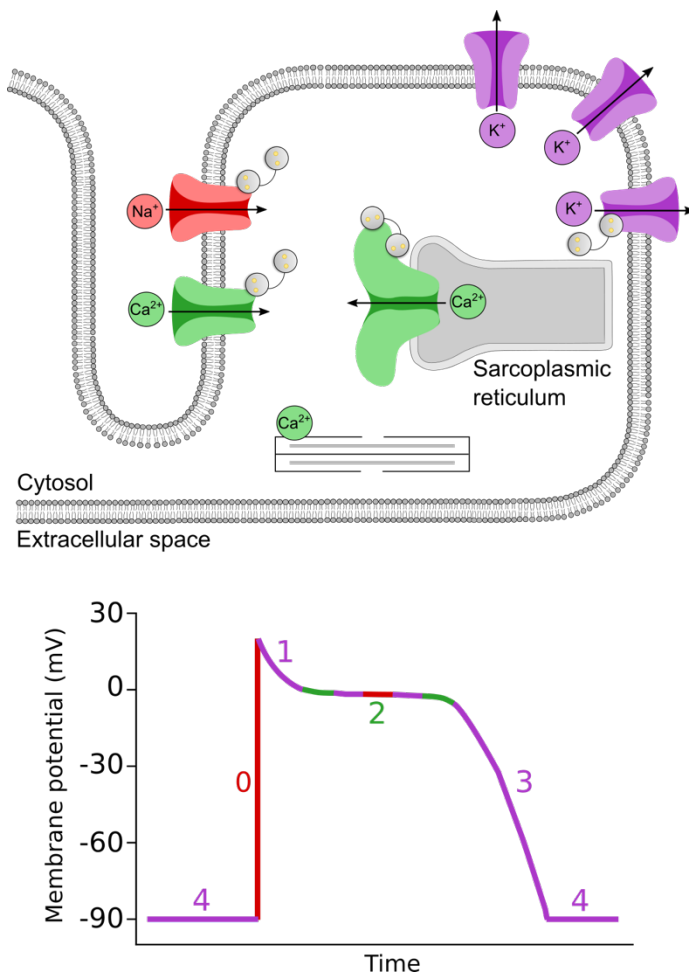 K⁺
K⁺
K⁺
Na⁺
Ca²⁺
Ca²⁺
Sarcoplasmic
reticulum
Ca²⁺
Cytosol
Extracellular space
Membrane potential (mV)
30
0
-30
-60
-90
4
0
1
2
3
4
Time